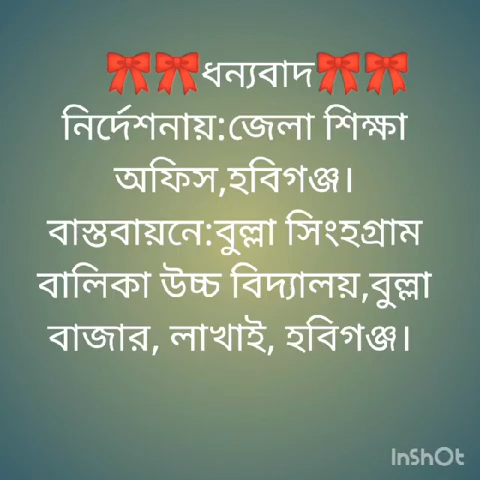 🎀🎀ধন্যবাদ🎀🎀
নির্দেশনায়:জেলা শিক্ষা
অফিস,হবিগঞ্জ।
বাস্তবায়নে:বুল্লা সিংহগ্রাম
বালিকা উচ্চ বিদ্যালয়,বুল্লা
বাজার, লাখাই, হবিগঞ্জ।
InShOt